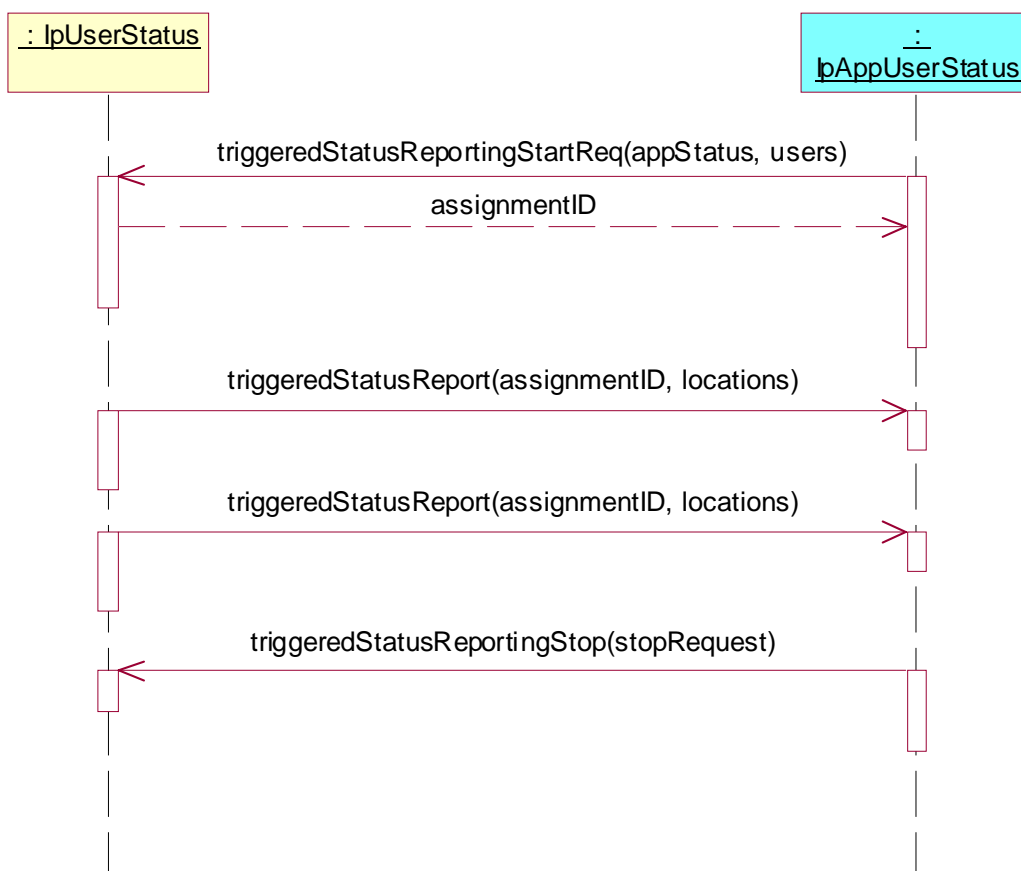 : IpUserStatus
:
IpAppUserStatus
triggeredStatusReportingStartReq(appStatus, users)
assignmentID
triggeredStatusReport(assignmentID, locations)
triggeredStatusReport(assignmentID, locations)
triggeredStatusReportingStop(stopRequest)